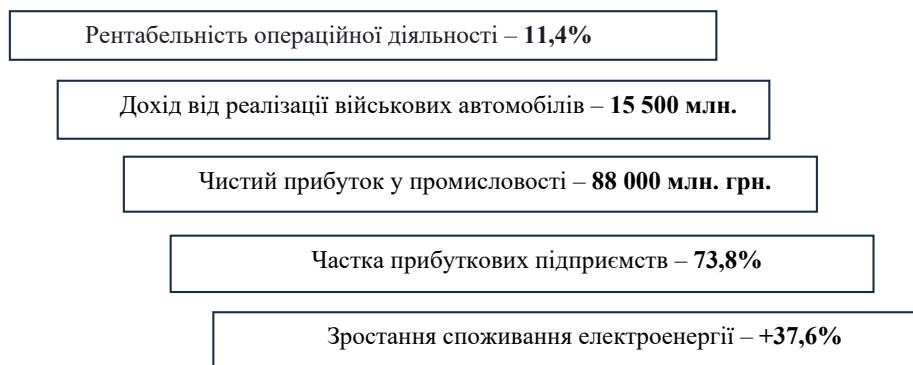 Рентабельність операційної діяльності – 11,4%
Дохід від реалізації військових автомобілів – 15 500 млн.
Чистий прибуток у промисловості – 88 000 млн. грн.
Частка прибуткових підприємств – 73,8%
Зростання споживання електроенергії – +37,6%